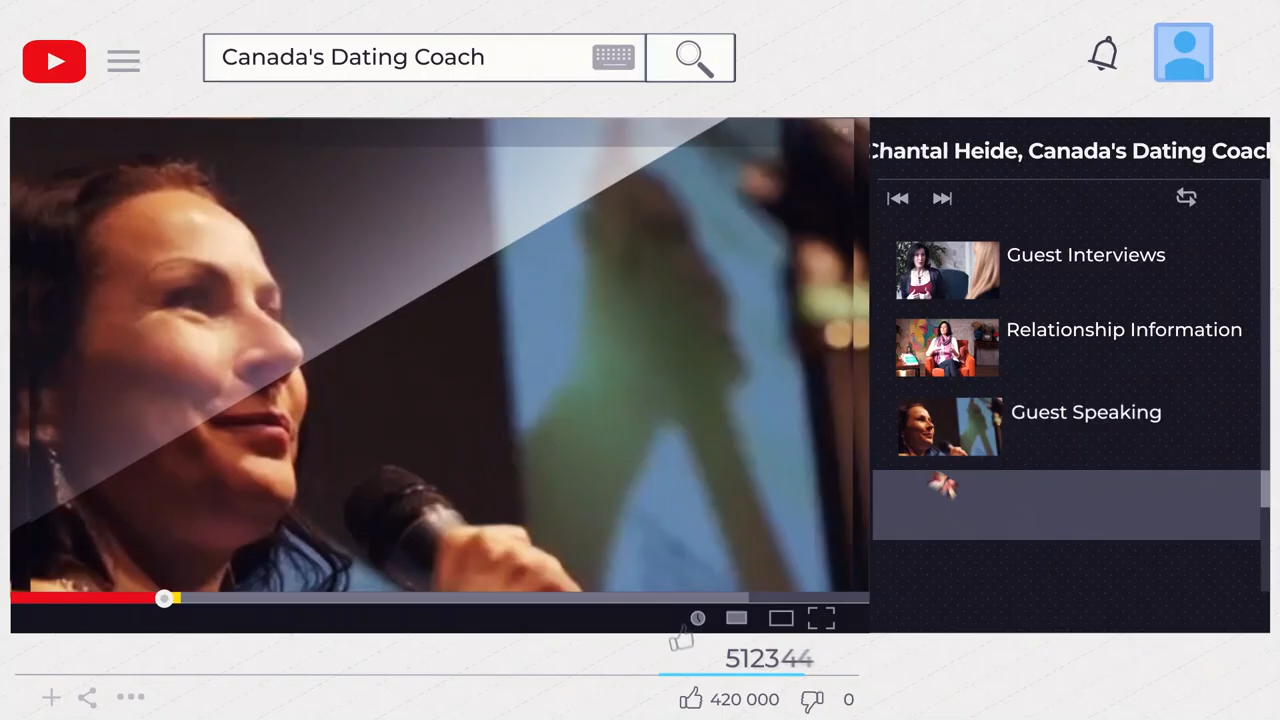 Canada's Dating Coach
Chantal Heide, Canada's Dating Coach
Guest Interviews
Relationship Information
Guest Speaking
512344
420 000
0